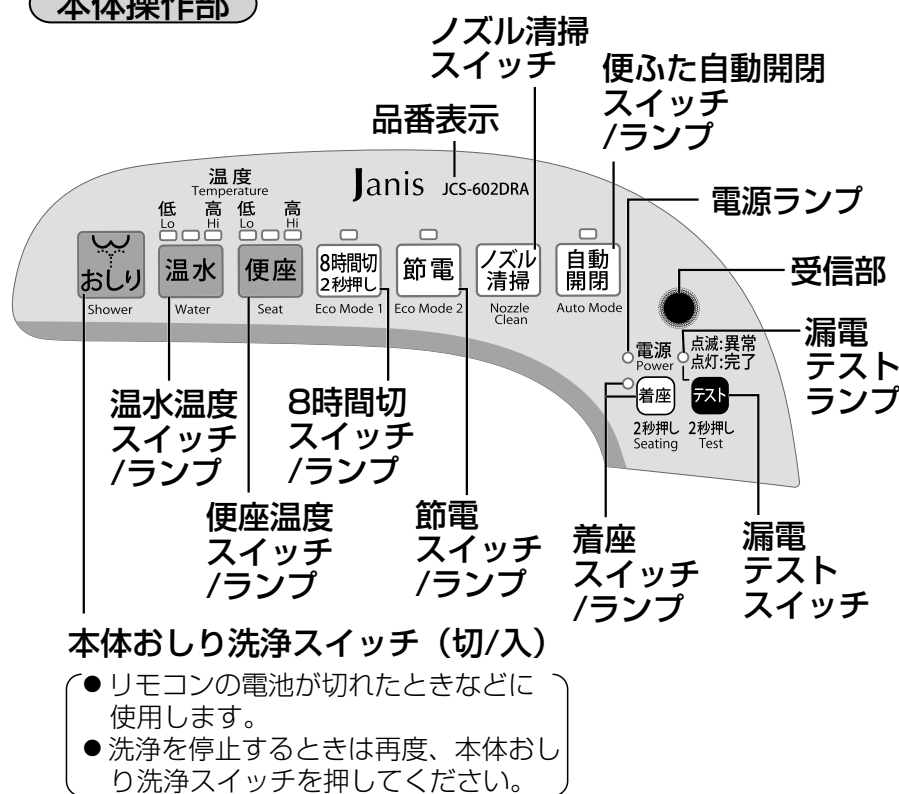 本体操作部
ノズル清掃
スイッチ
便ふた自動開閉
スイッチ
/ランプ
品番表示
電源ランプ
受信部
漏電
テスト
ランプ
Janis JCS-602DRA
温度
Temperature
低 高 低 高
Lo Hi Lo Hi
おしり
Shower
温水
Water
便座
Seat
8時間切
2秒押し
Eco Mode 1
節電
Eco Mode 2
ノズル
清掃
Nozzle
Clean
自動
開閉
Auto Mode
電源
Power
点滅:異常
点灯:完了
着座
2秒押し
Seating
テスト
2秒押し
Test
温水温度
スイッチ
/ランプ
8時間切
スイッチ
/ランプ
便座温度
スイッチ
/ランプ
節電
スイッチ
/ランプ
着座
スイッチ
/ランプ
漏電
テスト
スイッチ
本体おしり洗浄スイッチ(切/入)
●リモコンの電池が切れたときなどに
使用します。
●洗浄を停止するときは再度、本体おし
り洗浄スイッチを押してください。